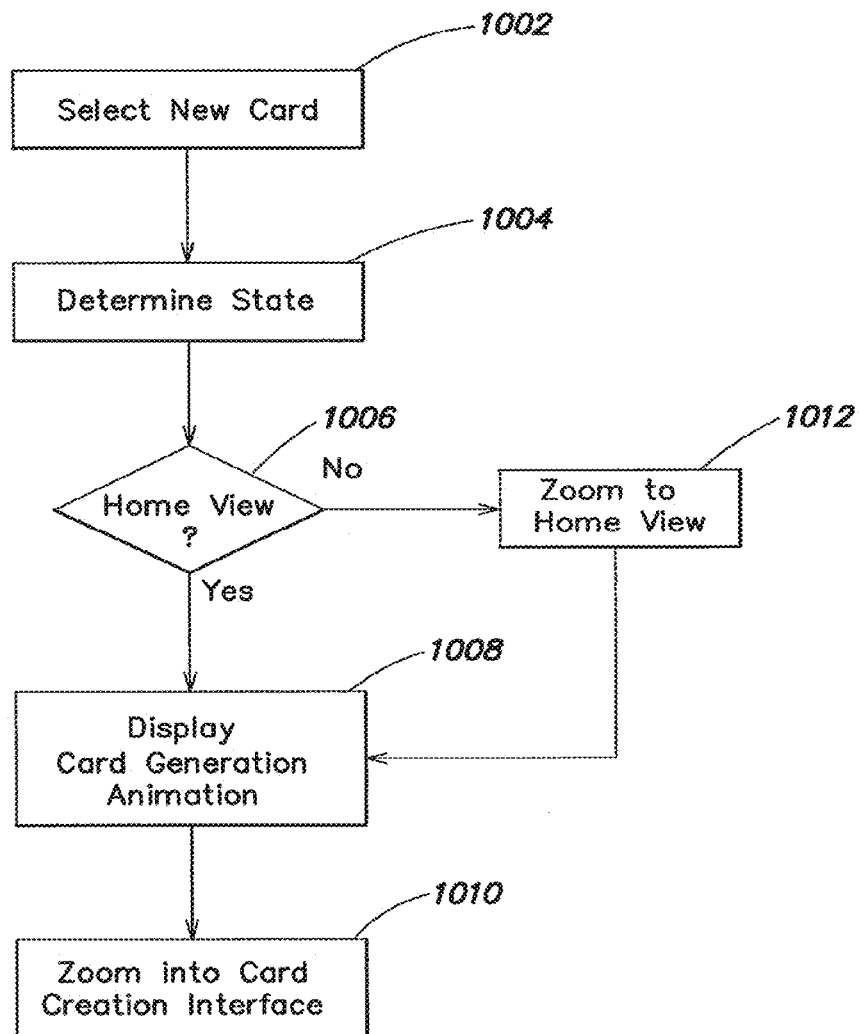 1002
Select New Card
1004
Determine State
1006
1012
No
Home View
?
Zoom to
Home View
Yes
1008
Display
Card Generation
Animation
1010
Zoom into Card
Creation Interface